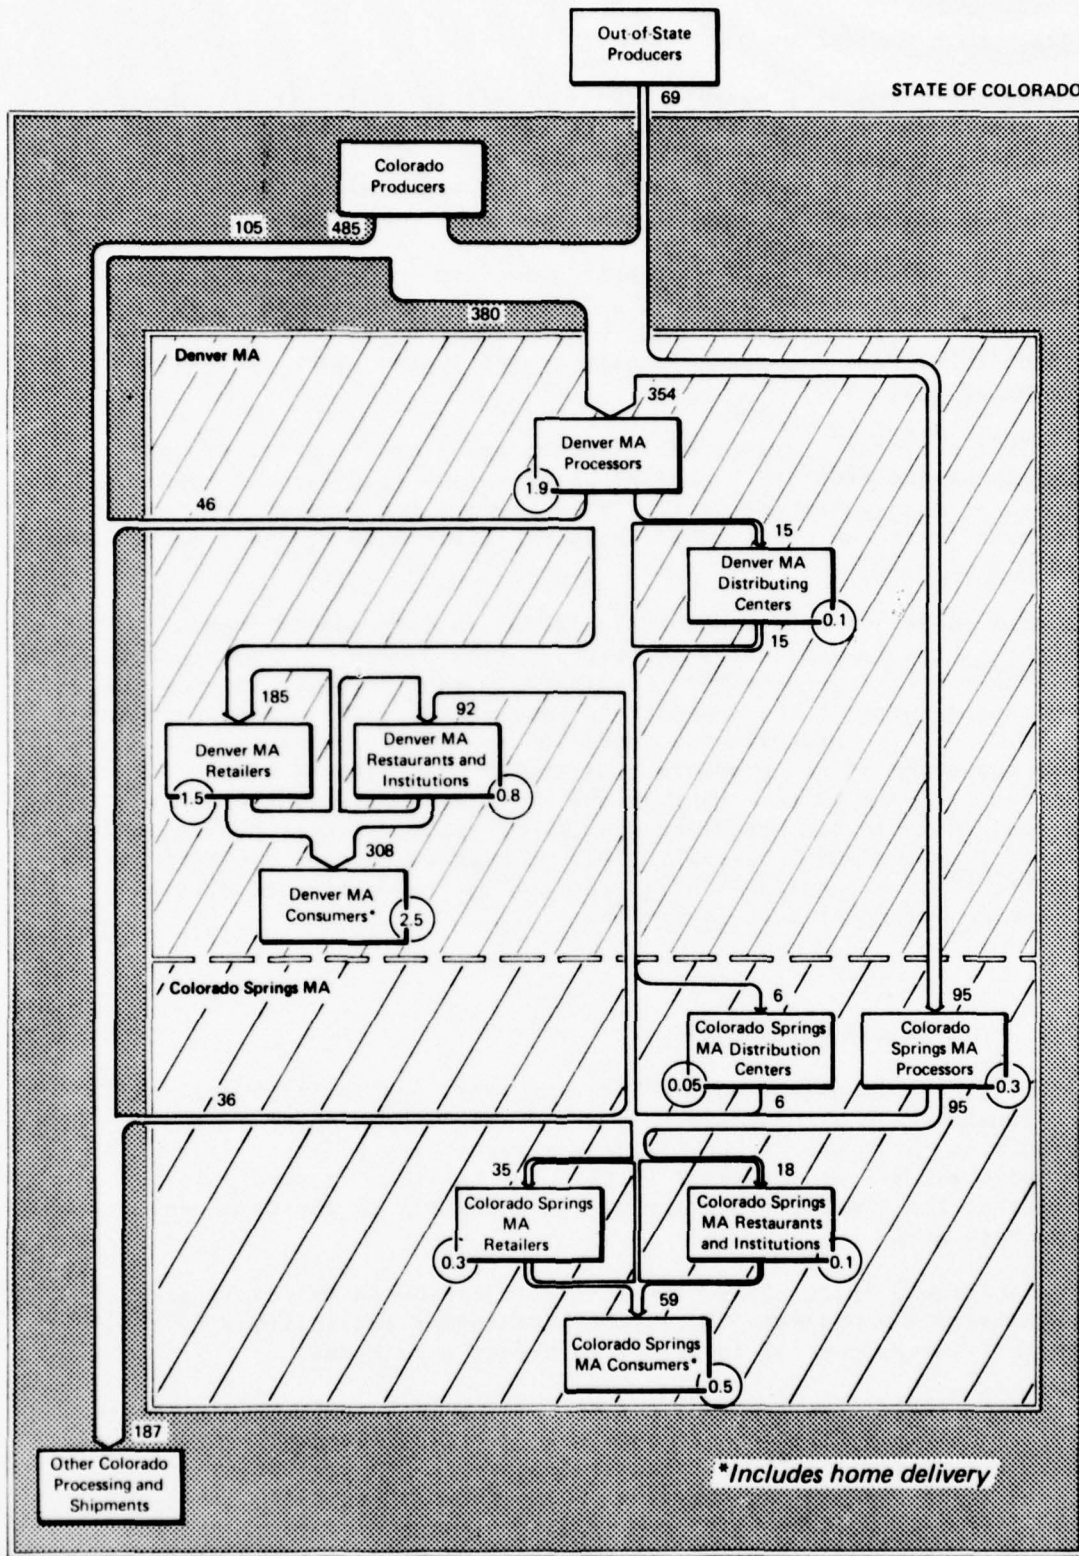 Out-of-State
Producers
69
STATE OF COLORADO
Colorado
Producers
105
485
380
Denver MA
354
Denver MA
Processors
1.9
46
15
Denver MA
Distributing
Centers
0.1
15
185
92
Denver MA
Retailers
1.5
Denver MA
Restaurants and
Institutions
0.8
308
Denver MA
Consumers*
2.5
Colorado Springs MA
6
95
Colorado Springs
MA Distribution
Centers
0.05
Colorado
Springs MA
Processors
0.3
36
6
95
35
18
Colorado Springs
MA
Retailers
0.3
Colorado Springs
MA Restaurants
and Institutions
0.1
59
Colorado Springs
MA Consumers*
0.5
187
Other Colorado
Processing and
Shipments
*Includes home delivery